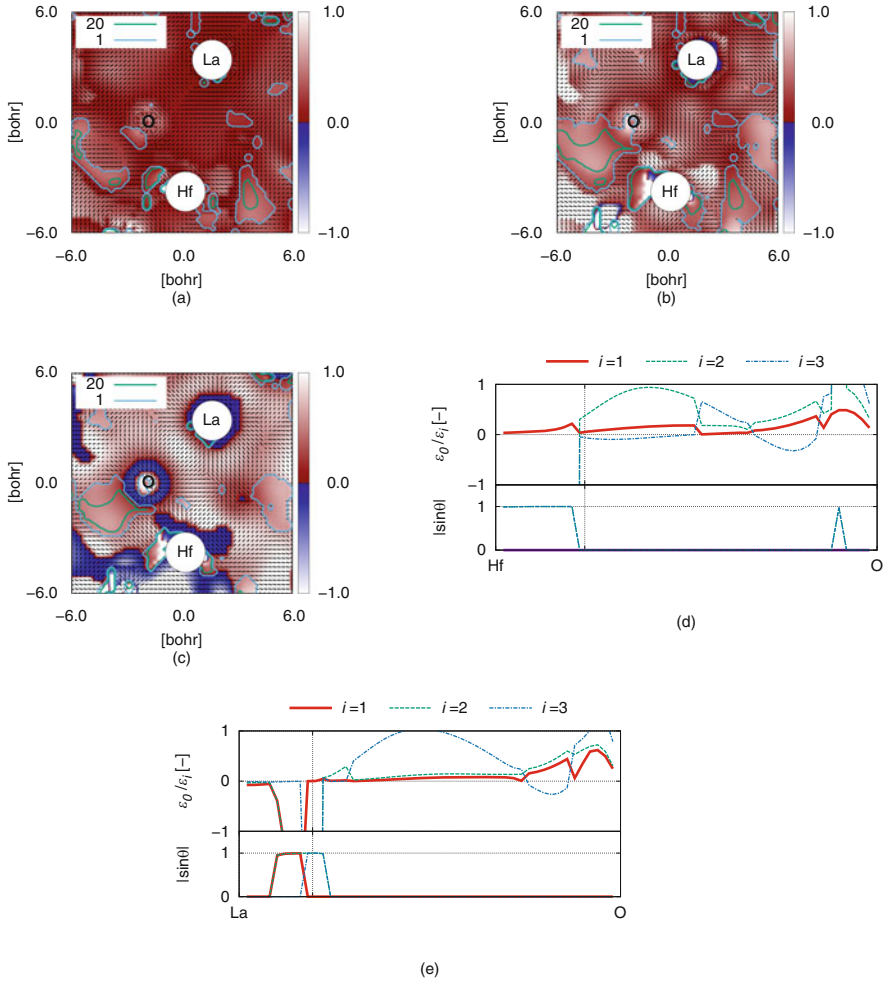 6.0
20
1
La
[bohr]
0.0
O
Hf
−6.0
−6.0
0.0
6.0
[bohr]
(a)
1.0
0.0
−1.0
6.0
20
1
La
[bohr]
0.0
O
Hf
−6.0
−6.0
0.0
6.0
[bohr]
(b)
1.0
0.0
−1.0
6.0
20
1
La
[bohr]
0.0
O
Hf
−6.0
−6.0
0.0
6.0
[bohr]
(c)
1.0
0.0
−1.0
i =1
i =2
i =3
1
ε0/εi [−]
0
−1
|sinθ|
1
0
Hf
O
(d)
i =1
i =2
i =3
1
ε0/εi [−]
0
−1
|sinθ|
1
0
La
O
(e)